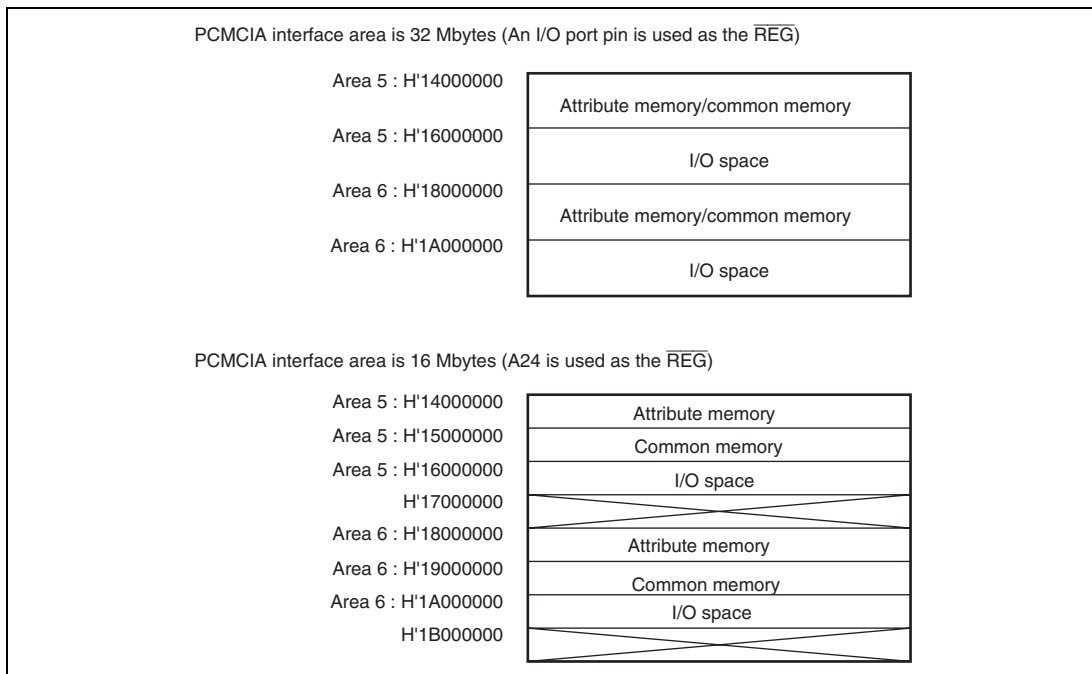 PCMCIA interface area is 32 Mbytes (An I/O port pin is used as the R̅E̅G̅)
Area 5 : H'14000000
Attribute memory/common memory
Area 5 : H'16000000
I/O space
Area 6 : H'18000000
Attribute memory/common memory
Area 6 : H'1A000000
I/O space
PCMCIA interface area is 16 Mbytes (A24 is used as the R̅E̅G̅)
Area 5 : H'14000000
Attribute memory
Area 5 : H'15000000
Common memory
Area 5 : H'16000000
I/O space
H'17000000
Area 6 : H'18000000
Attribute memory
Area 6 : H'19000000
Common memory
Area 6 : H'1A000000
I/O space
H'1B000000